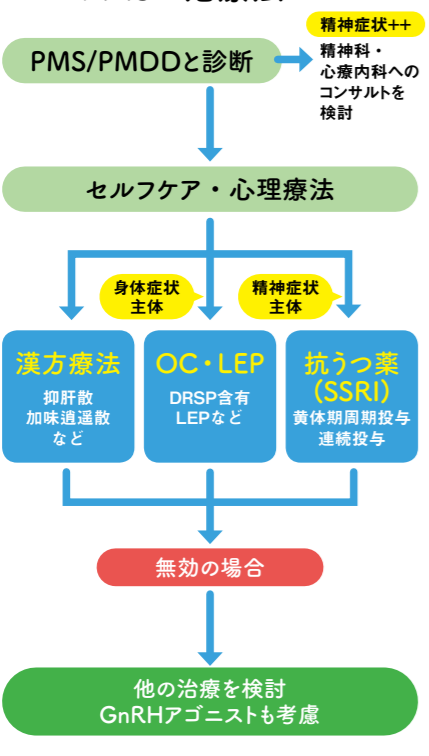 精神症状++
PMS/PMDDと診断
精神科・
心療内科への
コンサルトを
検討
セルフケア・心理療法
身体症状
主体
精神症状
主体
漢方療法
抑肝散
加味逍遥散
など
OC・LEP
DRSP含有
LEPなど
抗うつ薬
(SSRI)
黄体期周期投与
連続投与
無効の場合
他の治療を検討
GnRHアゴニストも考慮